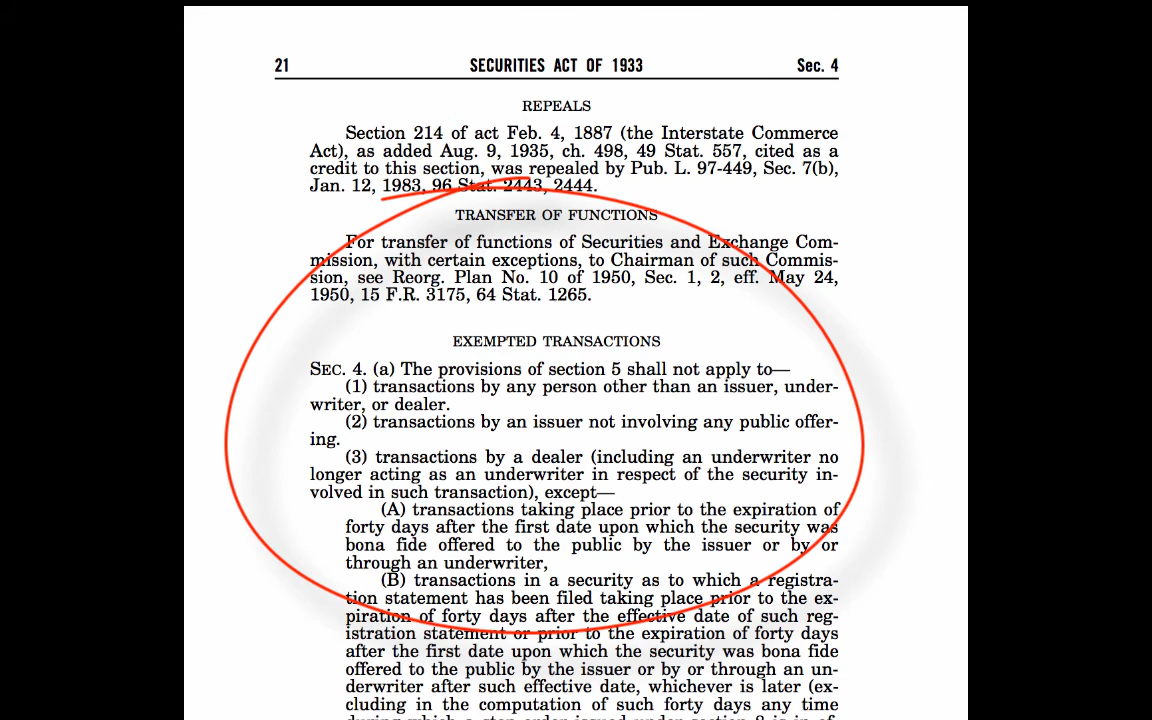 21 SECURITIES ACT OF 1933 Sec. 4
REPEALS
Section 214 of act Feb. 4, 1887 (the Interstate Commerce
Act), as added Aug. 9, 1935, ch. 498, 49 Stat. 557, cited as a
credit to this section, was repealed by Pub. L. 97-449, Sec. 7(b),
Jan. 12, 1983, 96 Stat. 2443, 2444.
TRANSFER OF FUNCTIONS
For transfer of functions of Securities and Exchange Com-
mission, with certain exceptions, to Chairman of such Commis-
sion, see Reorg. Plan No. 10 of 1950, Sec. 1, 2, eff. May 24,
1950, 15 F.R. 3175, 64 Stat. 1265.
EXEMPTED TRANSACTIONS
SEC. 4. (a) The provisions of section 5 shall not apply to—
(1) transactions by any person other than an issuer, under-
writer, or dealer.
(2) transactions by an issuer not involving any public offer-
ing.
(3) transactions by a dealer (including an underwriter no
longer acting as an underwriter in respect of the security in-
volved in such transaction), except—
(A) transactions taking place prior to the expiration of
forty days after the first date upon which the security was
bona fide offered to the public by the issuer or by or
through an underwriter,
(B) transactions in a security as to which a registra-
tion statement has been filed taking place prior to the ex-
piration of forty days after the effective date of such reg-
istration statement or prior to the expiration of forty days
after the first date upon which the security was bona fide
offered to the public by the issuer or by or through an un-
derwriter after such effective date, whichever is later (ex-
cluding in the computation of such forty days any time